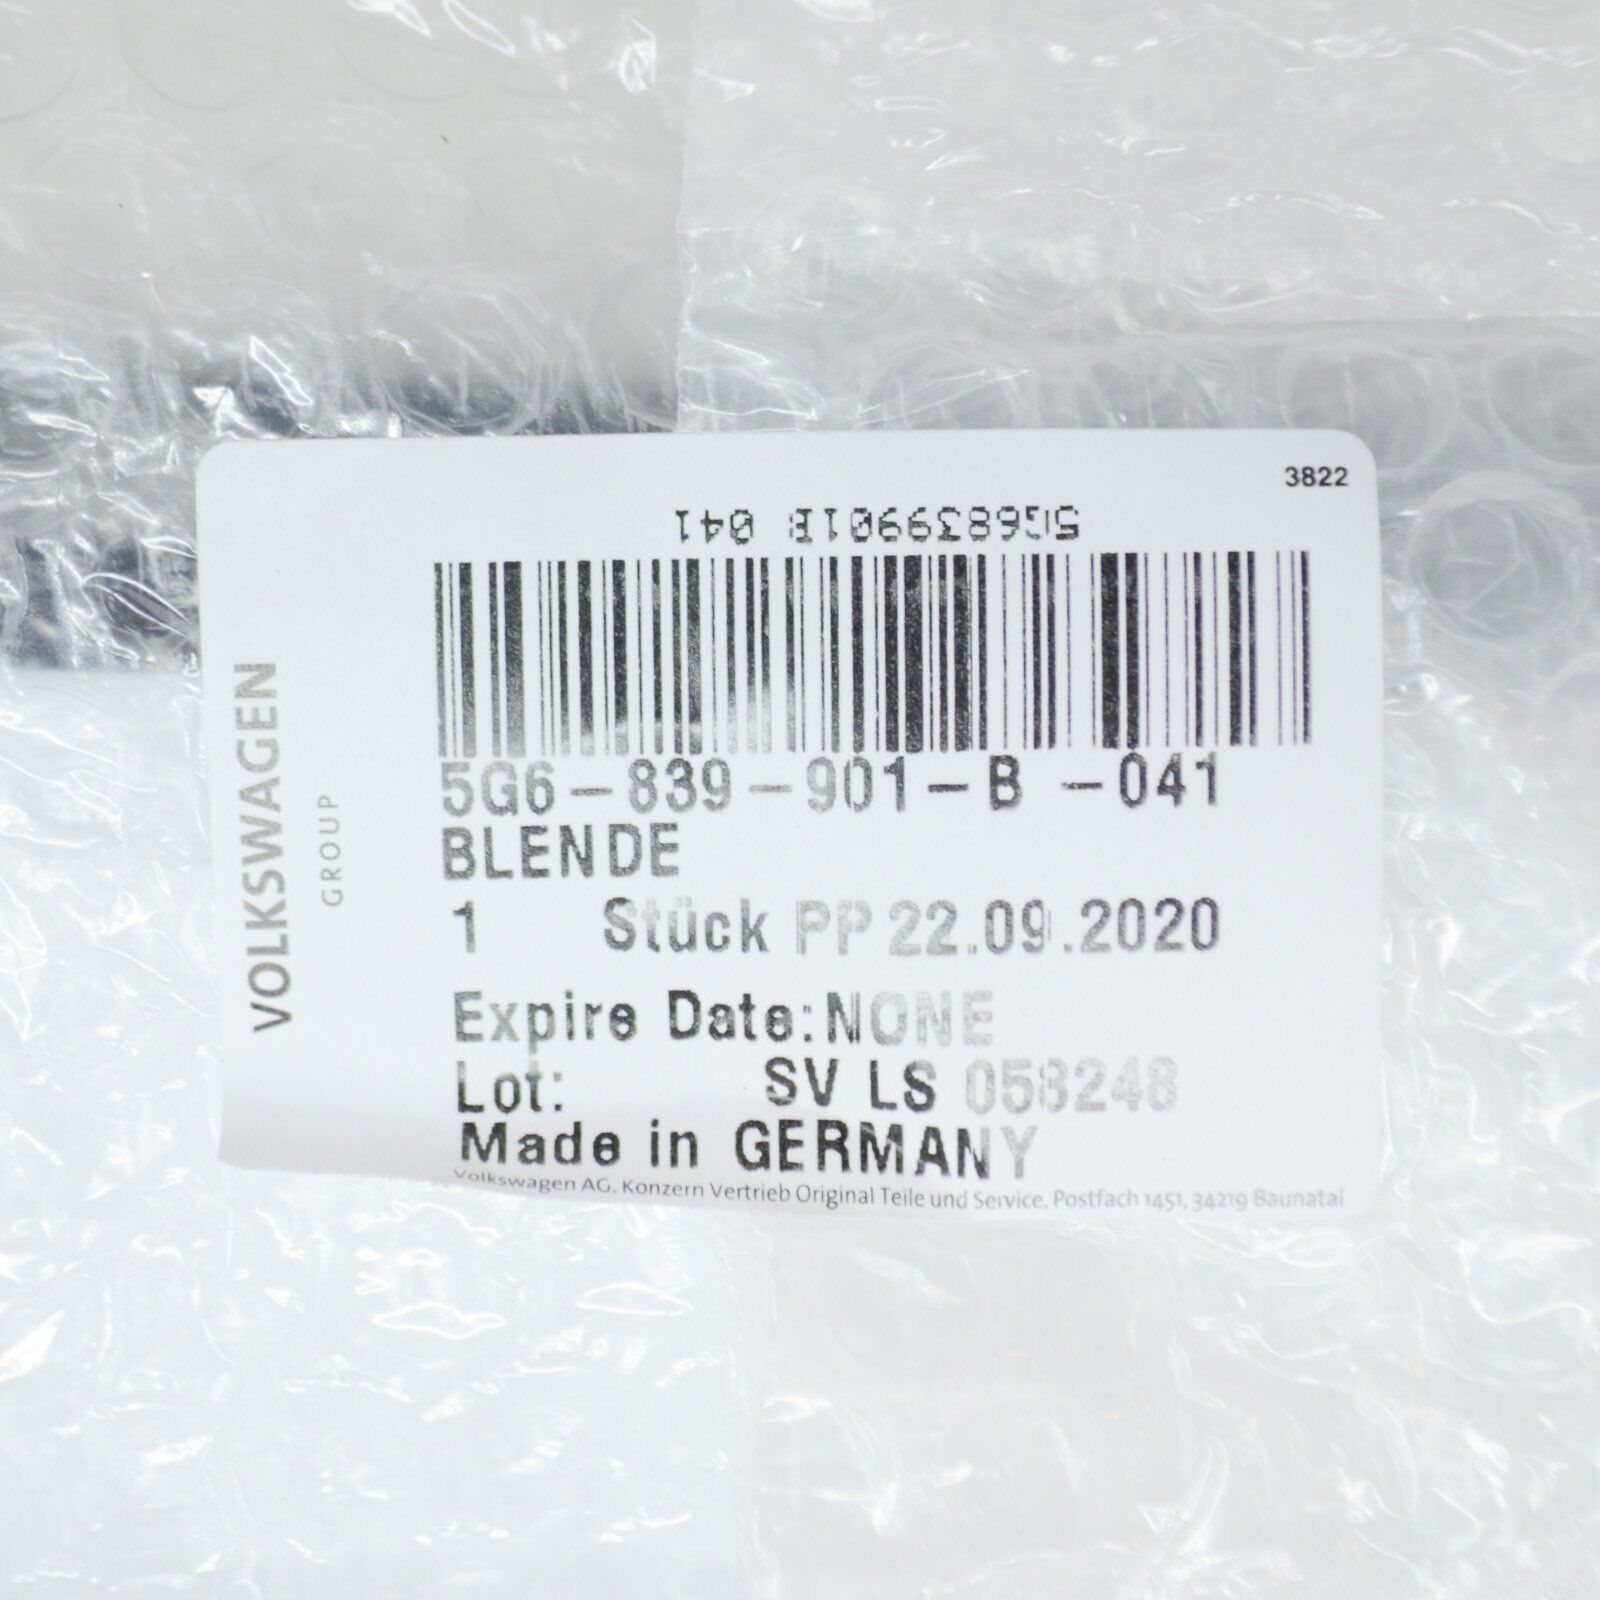 3822
5G6839901B 041
5G6-839-901-B -041
BLENDE
1 Stück PP 22.09.2020
Expire Date:NONE
Lot: SV LS 058248
Made in GERMANY
Volkswagen AG, Konzern Vertrieb Original Teile und Service, Postfach 1451, 34219 Baunatal
VOLKSWAGEN
GROUP